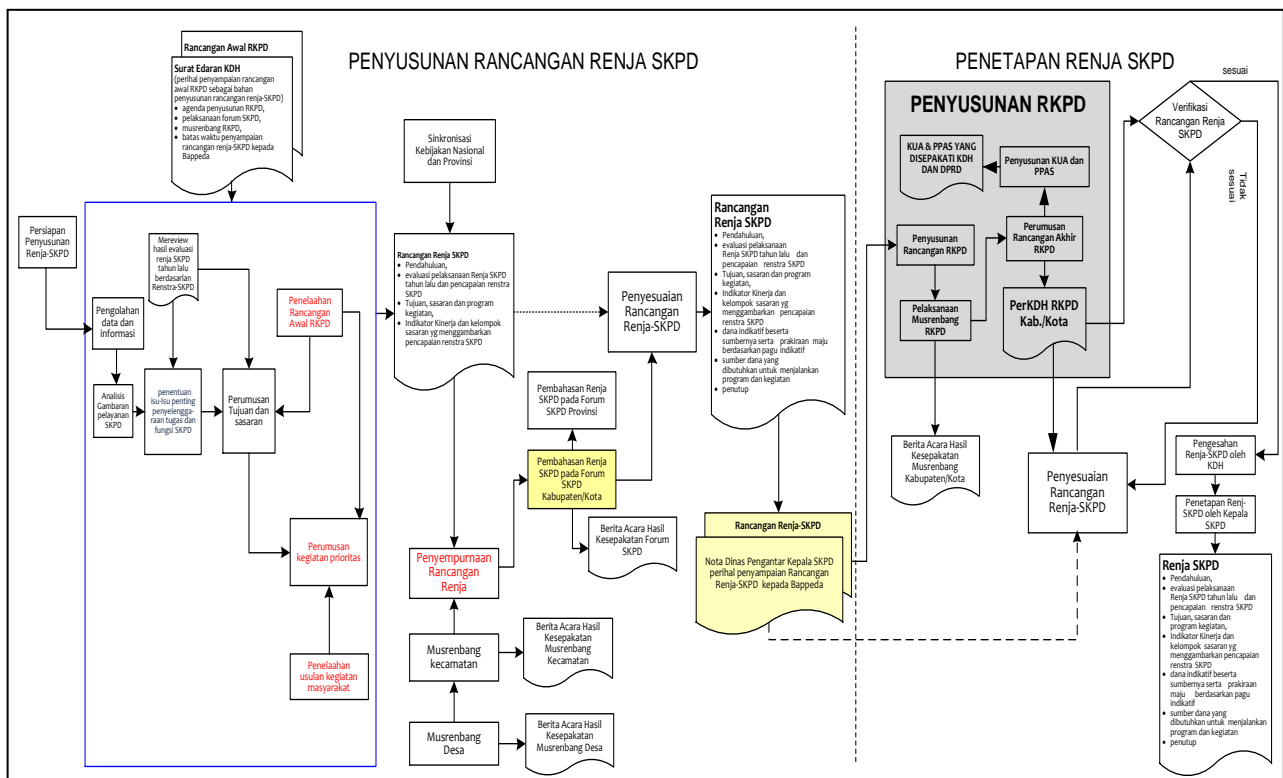 PENYUSUNAN RANCANGAN RENJA SKPD
PENETAPAN RENJA SKPD
Rancangan Awal RKPD
Surat Edaran KDH
(perihal penyampaian rancangan
awal RKPD sebagai bahan
penyusunan rancangan renja-SKPD)
• agenda penyusunan RKPD,
• pelaksanaan forum SKPD,
• musrenbang RKPD,
• batas waktu penyampaian
rancangan renja-SKPD kepada
Bappeda
Persiapan
Penyusunan
Renja-SKPD
Mereview
hasil evaluasi
renja SKPD
tahun lalu
berdasarlan
Renstra-SKPD
Pengolahan
data dan
informasi
Penelaahan
Rancangan
Awal RKPD
Analisis
Gambaran
pelayanan
SKPD
penentuan
isu-Isu penting
penyelengga-
raan tugas dan
fungsi SKPD
Perumusan
Tujuan dan
sasaran
Perumusan
kegiatan prioritas
Penelaahan
usulan kegiatan
masyarakat
Sinkronisasi
Kebijakan Nasional
dan Provinsi
Rancangan Renja SKPD
• Pendahuluan,
• evaluasi pelaksanaan Renja SKPD
tahun lalu dan pencapaian renstra
SKPD
• Tujuan, sasaran dan program
kegiatan,
• Indikator Kinerja dan kelompok
sasaran yg menggambarkan
pencapaian renstra SKPD
Penyesuaian
Rancangan
Renja-SKPD
Pembahasan Renja
SKPD pada Forum
SKPD Provinsi
Pembahasan Renja
SKPD pada Forum
SKPD
Kabupaten/Kota
Berita Acara Hasil
Kesepakatan Forum
SKPD
Penyempurnaan
Rancangan
Renja
Musrenbang
kecamatan
Berita Acara Hasil
Kesepakatan
Musrenbang
Kecamatan
Musrenbang
Desa
Berita Acara Hasil
Kesepakatan
Musrenbang Desa
Rancangan
Renja SKPD
• Pendahuluan,
• evaluasi pelaksanaan
Renja SKPD tahun lalu dan
pencapaian renstra SKPD
• Tujuan, sasaran dan program
kegiatan,
• Indikator Kinerja dan
kelompok sasaran yg
menggambarkan pencapaian
renstra SKPD
• dana indikatif beserta
sumbernya serta prakiraan maju
berdasarkan pagu indikatif
• sumber dana yang
dibutuhkan untuk menjalankan
program dan kegiatan
• penutup
Rancangan Renja-SKPD
Nota Dinas Pengantar Kepala SKPD
perihal penyampaian Rancangan
Renja-SKPD kepada Bappeda
PENYUSUNAN RKPD
KUA & PPAS YANG
DISEPAKATI KDH
DAN DPRD
Penyusunan KUA dan
PPAS
Penyusunan
Rancangan RKPD
Perumusan
Rancangan Akhir
RKPD
Pelaksanaan
Musrenbang
RKPD
PerKDH RKPD
Kab./Kota
Berita Acara Hasil
Kesepakatan
Musrenbang
Kabupaten/Kota
Penyesuaian
Rancangan
Renja-SKPD
sesuai
Verifikasi
Rancangan Renja
SKPD
Tidak
sesuai
Pengesahan
Renja-SKPD oleh
KDH
Penetapan Renj-
SKPD oleh Kepala
SKPD
Renja SKPD
• Pendahuluan,
• evaluasi pelaksanaan
Renja SKPD tahun lalu dan
pencapaian renstra SKPD
• Tujuan, sasaran dan
program kegiatan,
• Indikator Kinerja dan
kelompok sasaran yg
menggambarkan pencapaian
renstra SKPD
• dana indikatif beserta
sumbernya serta prakiraan
maju berdasarkan pagu
indikatif
• sumber dana yang
dibutuhkan untuk menjalankan
program dan kegiatan
• penutup